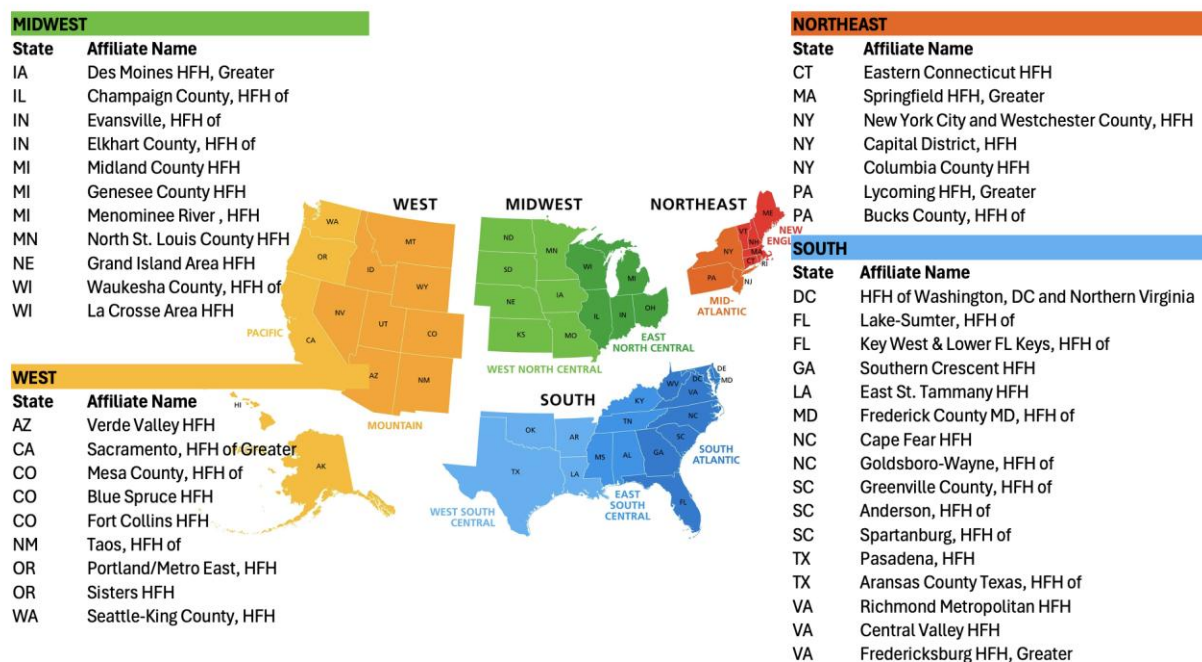 MIDWEST
State Affiliate Name
IA Des Moines HFH, Greater
IL Champaign County, HFH of
IN Evansville, HFH of
IN Elkhart County, HFH of
MI Midland County HFH
MI Genesee County HFH
MI Menominee River , HFH
MN North St. Louis County HFH
NE Grand Island Area HFH
WI Waukesha County, HFH of
WI La Crosse Area HFH
WEST
State Affiliate Name
AZ Verde Valley HFH
CA Sacramento, HFH of Greater
CO Mesa County, HFH of
CO Blue Spruce HFH
CO Fort Collins HFH
NM Taos, HFH of
OR Portland/Metro East, HFH
OR Sisters HFH
WA Seattle-King County, HFH
WEST
WA
MT
OR
ID
WY
NV
UT
CO
CA
AZ
NM
PACIFIC
MOUNTAIN
HI
AK
MIDWEST
ND
MN
SD
WI
MI
NE
IA
IL
IN
OH
KS
MO
EAST
NORTH CENTRAL
WEST NORTH CENTRAL
NORTHEAST
ME
VT
NH
NY
MA
CT
RI
PA
NJ
NEW
ENGL
MID-
ATLANTIC
SOUTH
DE
MD
WV
DC
VA
KY
NC
TN
OK
AR
SC
MS
AL
GA
TX
LA
FL
SOUTH
ATLANTIC
EAST
SOUTH
CENTRAL
WEST SOUTH
CENTRAL
NORTHEAST
State Affiliate Name
CT Eastern Connecticut HFH
MA Springfield HFH, Greater
NY New York City and Westchester County, HFH
NY Capital District, HFH
NY Columbia County HFH
PA Lycoming HFH, Greater
PA Bucks County, HFH of
SOUTH
State Affiliate Name
DC HFH of Washington, DC and Northern Virginia
FL Lake-Sumter, HFH of
FL Key West & Lower FL Keys, HFH of
GA Southern Crescent HFH
LA East St. Tammany HFH
MD Frederick County MD, HFH of
NC Cape Fear HFH
NC Goldsboro-Wayne, HFH of
SC Greenville County, HFH of
SC Anderson, HFH of
SC Spartanburg, HFH of
TX Pasadena, HFH
TX Aransas County Texas, HFH of
VA Richmond Metropolitan HFH
VA Central Valley HFH
VA Fredericksburg HFH, Greater